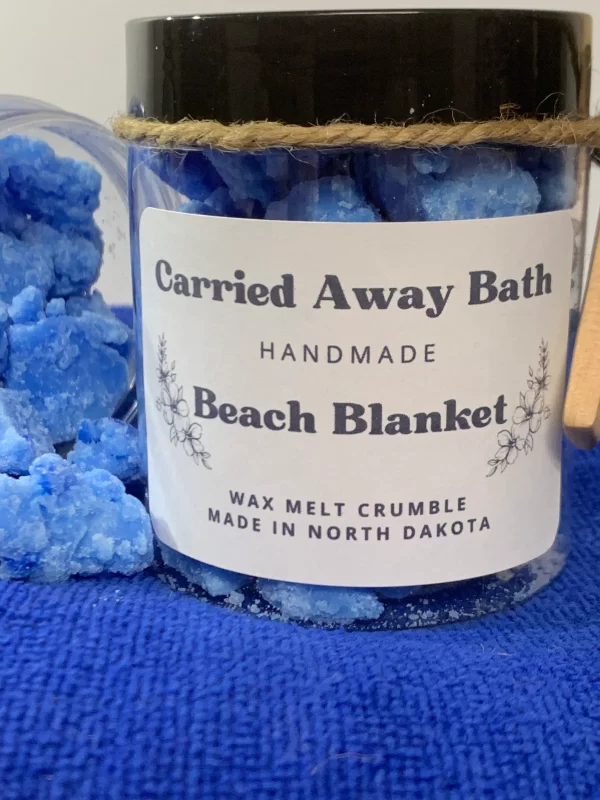 Carried Away Bath
HANDMADE
Beach Blanket
WAX MELT CRUMBLE
MADE IN NORTH DAKOTA